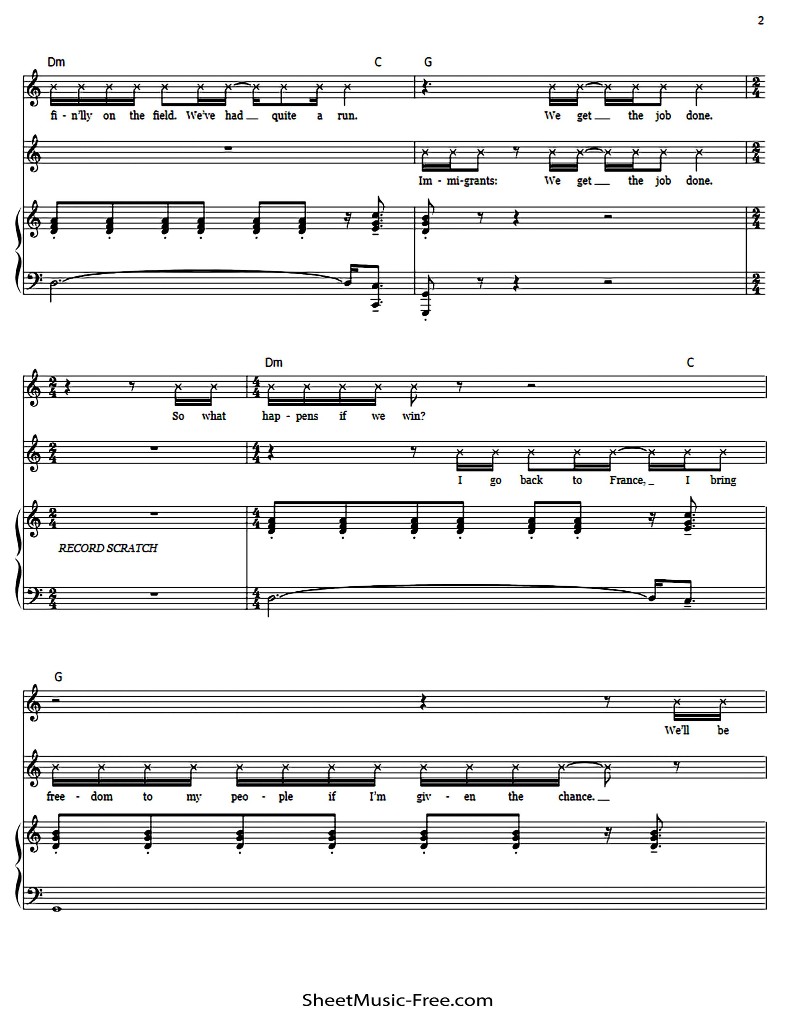 2
Dm C G
fi - n'lly on the field. We've had quite a run. We get the job done.
Im - mi-grants: We get the job done.
Dm C
So what hap - pens if we win?
I go back to France, I bring
RECORD SCRATCH
G
We'll be
free - dom to my peo - ple if I'm giv - en the chance.
SheetMusic-Free.com